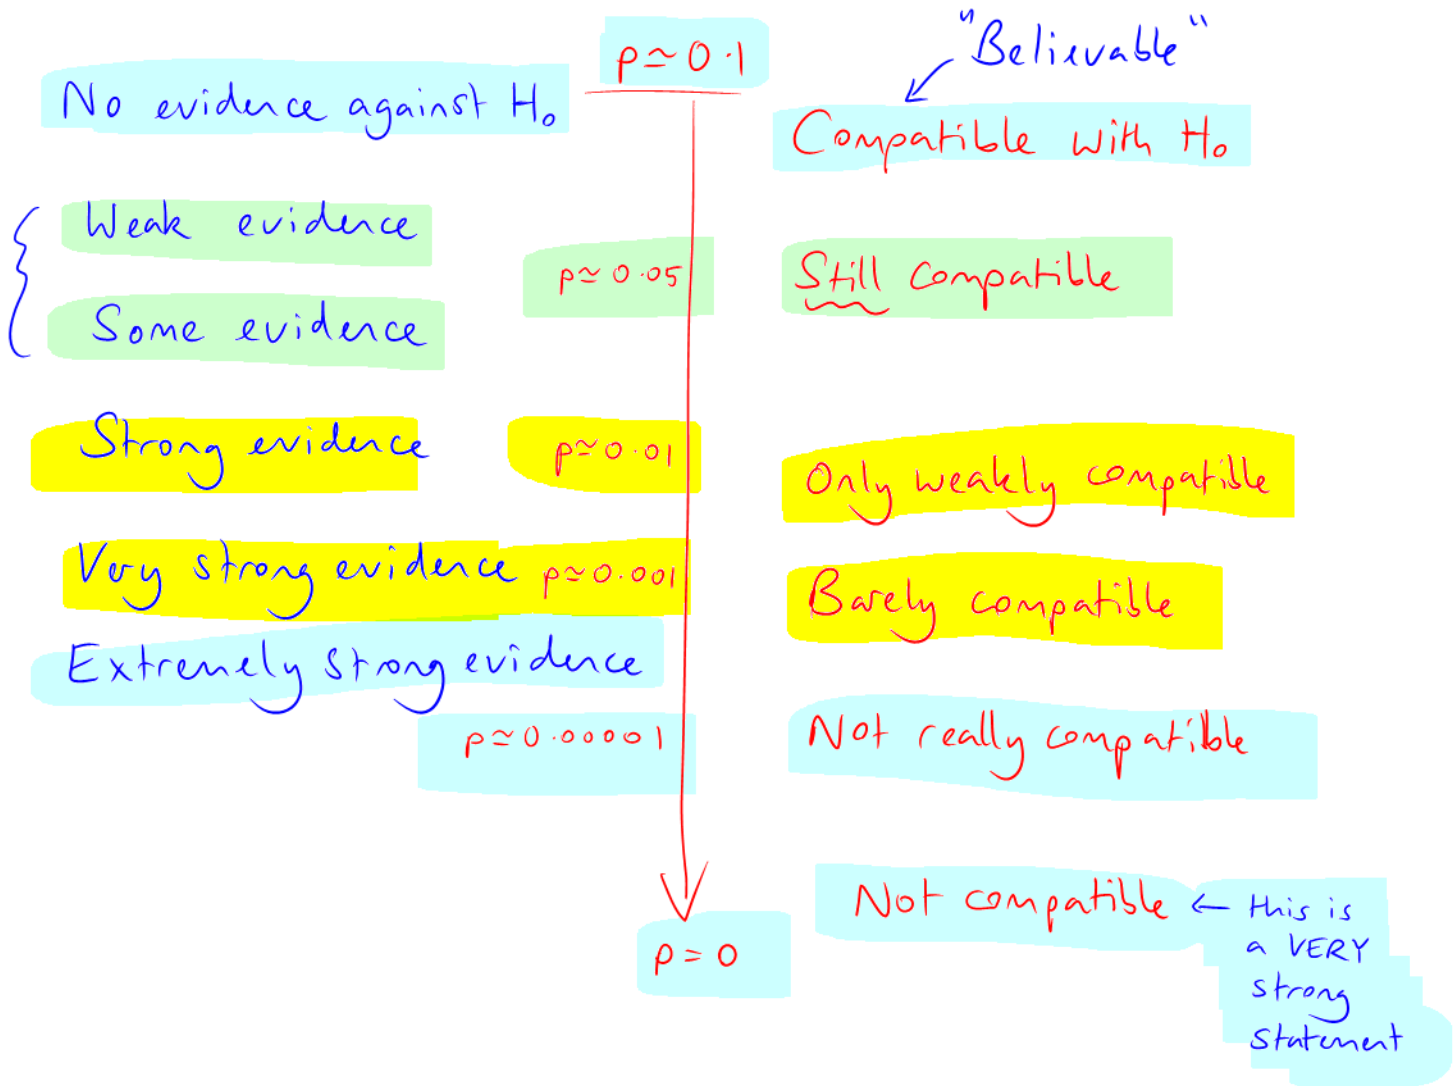 "Believable"
p≃0.1
No evidence against H₀
Compatible with H₀
Weak evidence
p≃0.05
Still compatible
Some evidence
Strong evidence
p≃0.01
Only weakly compatible
Very strong evidence
p≃0.001
Barely compatible
Extremely strong evidence
p≃0.00001
Not really compatible
Not compatible
← this is
a VERY
strong
statement
p=0